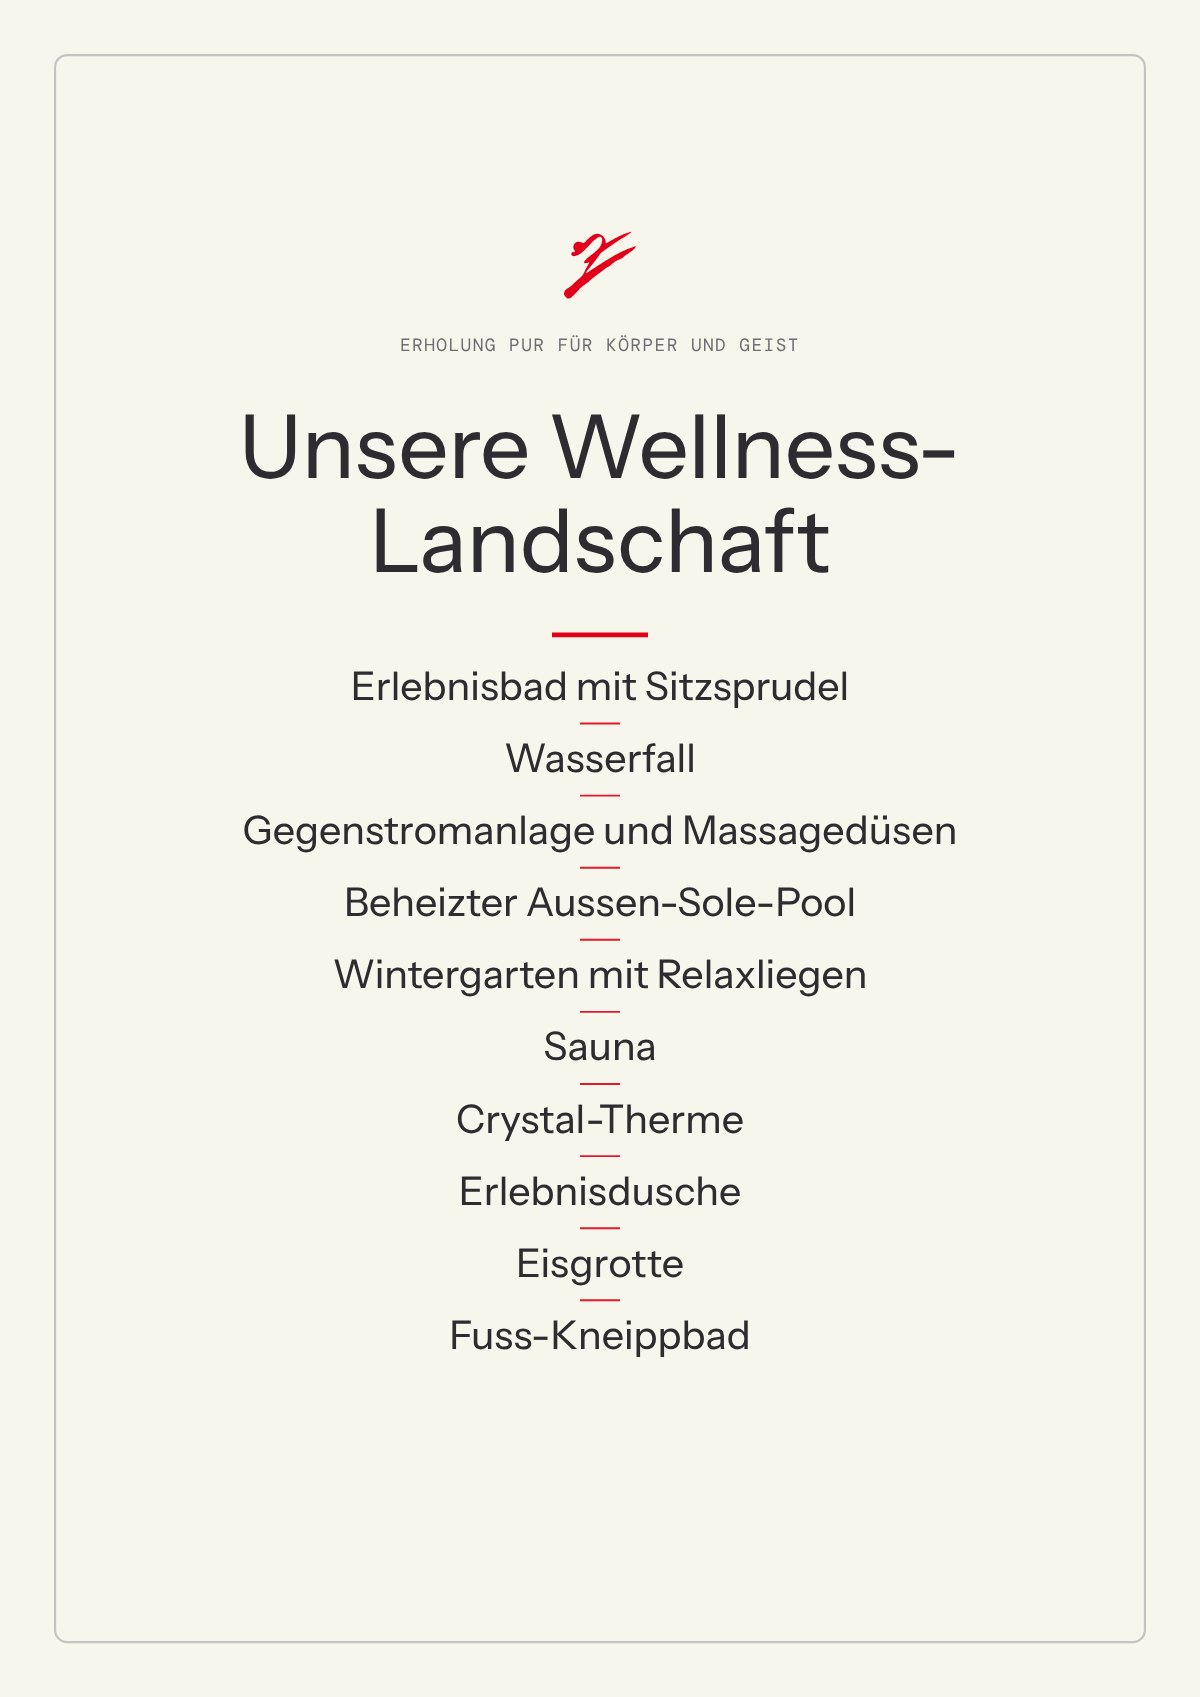 ERHOLUNG PUR FÜR KÖRPER UND GEIST
Unsere Wellness-
Landschaft
Erlebnisbad mit Sitzsprudel
Wasserfall
Gegenstromanlage und Massagedüsen
Beheizter Aussen-Sole-Pool
Wintergarten mit Relaxliegen
Sauna
Crystal-Therme
Erlebnisdusche
Eisgrotte
Fuss-Kneippbad